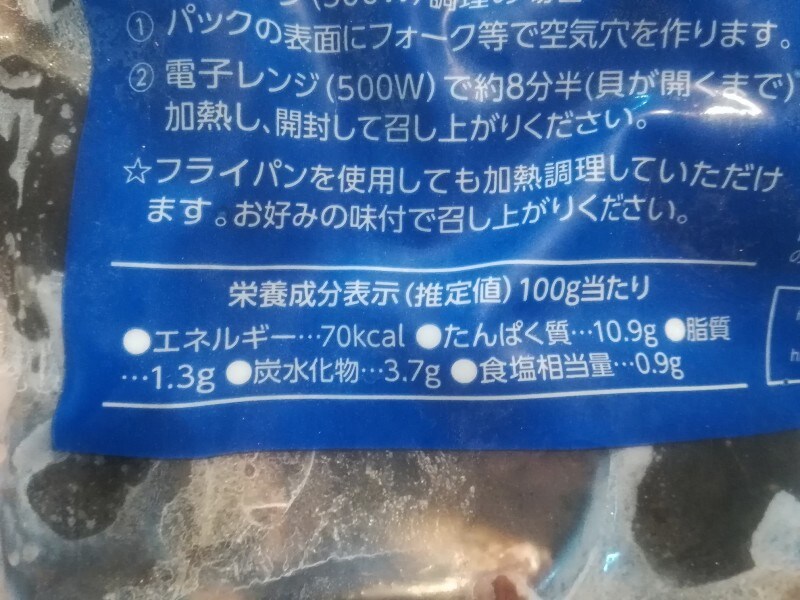 (500W)調理の場合
① パックの表面にフォーク等で空気穴を作ります。
② 電子レンジ(500W)で約8分半(貝が開くまで)
加熱し、開封して召し上がりください。
☆フライパンを使用しても加熱調理していただけ
ます。お好みの味付で召し上がりください。
栄養成分表示(推定値)100g当たり
●エネルギー…70kcal ●たんぱく質…10.9g ●脂質
…1.3g ●炭水化物…3.7g ●食塩相当量…0.9g